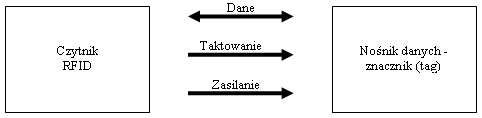 Dane
Czytnik
RFID
Taktowanie
Nośnik danych -
znacznik (tag)
Zasilanie